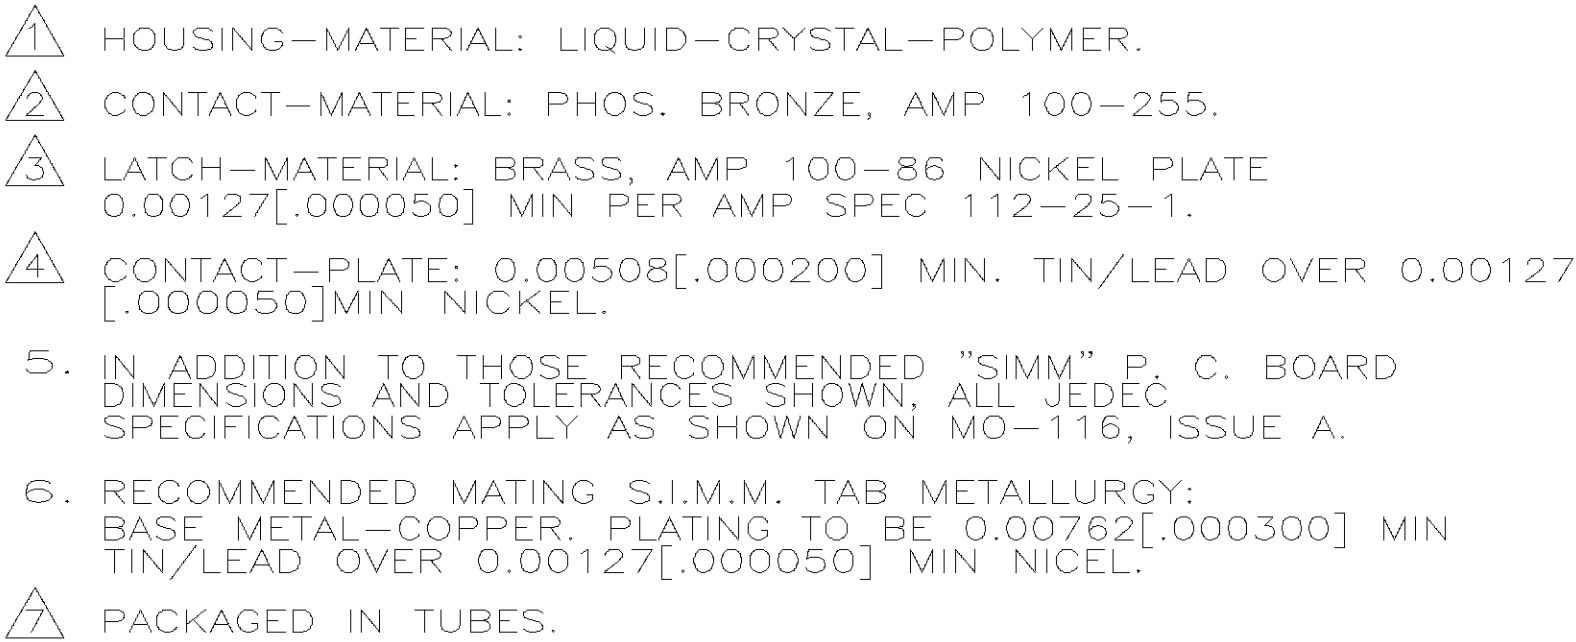 1 HOUSING-MATERIAL: LIQUID-CRYSTAL-POLYMER.
2 CONTACT-MATERIAL: PHOS. BRONZE, AMP 100-255.
3 LATCH-MATERIAL: BRASS, AMP 100-86 NICKEL PLATE
0.00127[.000050] MIN PER AMP SPEC 112-25-1.
4 CONTACT-PLATE: 0.00508[.000200] MIN. TIN/LEAD OVER 0.00127
[.000050]MIN NICKEL.
5. IN ADDITION TO THOSE RECOMMENDED "SIMM" P. C. BOARD
DIMENSIONS AND TOLERANCES SHOWN, ALL JEDEC
SPECIFICATIONS APPLY AS SHOWN ON MO-116, ISSUE A.
6. RECOMMENDED MATING S.I.M.M. TAB METALLURGY:
BASE METAL-COPPER. PLATING TO BE 0.00762[.000300] MIN
TIN/LEAD OVER 0.00127[.000050] MIN NICEL.
7 PACKAGED IN TUBES.